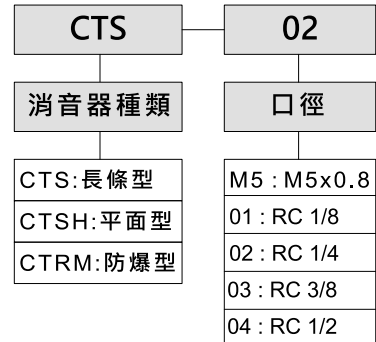 CTS 02
消音器種類
口徑
CTS:長條型
CTSH:平面型
CTRM:防爆型
M5 : M5x0.8
01 : RC 1/8
02 : RC 1/4
03 : RC 3/8
04 : RC 1/2